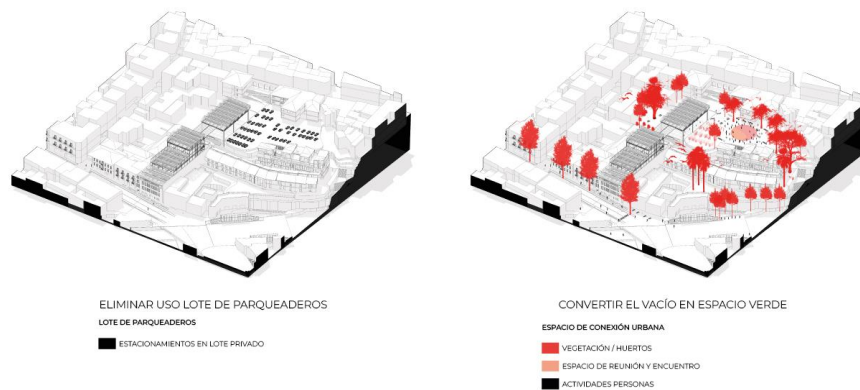 ELIMINAR USO LOTE DE PARQUEADEROS
LOTE DE PARQUEADEROS
ESTACIONAMIENTOS EN LOTE PRIVADO
CONVERTIR EL VACÍO EN ESPACIO VERDE
ESPACIO DE CONEXIÓN URBANA
VEGETACIÓN / HUERTOS
ESPACIO DE REUNIÓN Y ENCUENTRO
ACTIVIDADES PERSONAS